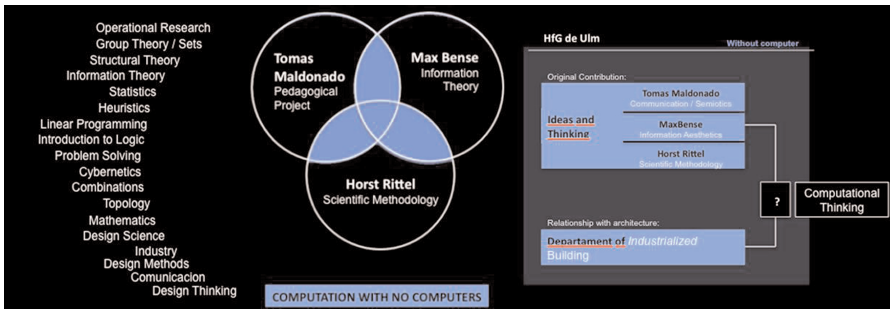 Operational Research
Group Theory / Sets
Structural Theory
Information Theory
Statistics
Heuristics
Linear Programming
Introduction to Logic
Problem Solving
Cybernetics
Combinations
Topology
Mathematics
Design Science
Industry
Design Methods
Comunicacion
Design Thinking
Tomas
Maldonado
Pedagogical
Project
Max Bense
Information
Theory
Horst Rittel
Scientific Methodology
COMPUTATION WITH NO COMPUTERS
HfG de Ulm
Without computer
Original Contribution:
Ideas and
Thinking
Tomas Maldonado
Communication / Semiotics
MaxBense
Information Aesthetics
Horst Rittel
Scientific Methodology
?
Computational
Thinking
Relationship with architecture:
Departament of Industrialized
Building